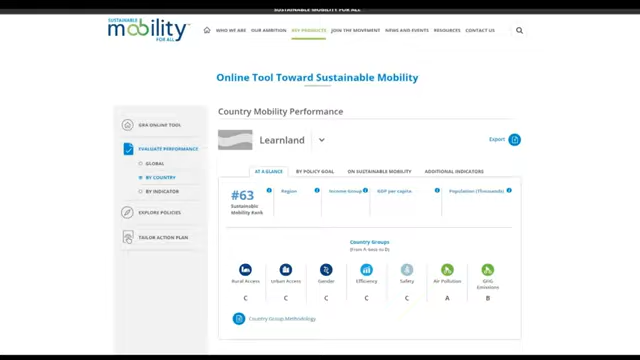 SUSTAINABLE MOBILITY FOR ALL
SUSTAINABLE
mobility™
FOR ALL
WHO WE ARE
OUR AMBITION
KEY PRODUCTS
JOIN THE MOVEMENT
NEWS AND EVENTS
RESOURCES
CONTACT US
Online Tool Toward Sustainable Mobility
GRA ONLINE TOOL
EVALUATE PERFORMANCE
GLOBAL
BY COUNTRY
BY INDICATOR
EXPLORE POLICIES
TAILOR ACTION PLAN
Country Mobility Performance
Learnland
Export
AT A GLANCE
BY POLICY GOAL
ON SUSTAINABLE MOBILITY
ADDITIONAL INDICATORS
#63
Sustainable
Mobility Rank
Region
Income Group
GDP per capita
Population (Thousands)
Country Groups
(From A-best to D)
Rural Access
Urban Access
Gender
Efficiency
Safety
Air Pollution
GHG
Emissions
C
C
C
C
C
A
B
Country Group Methodology